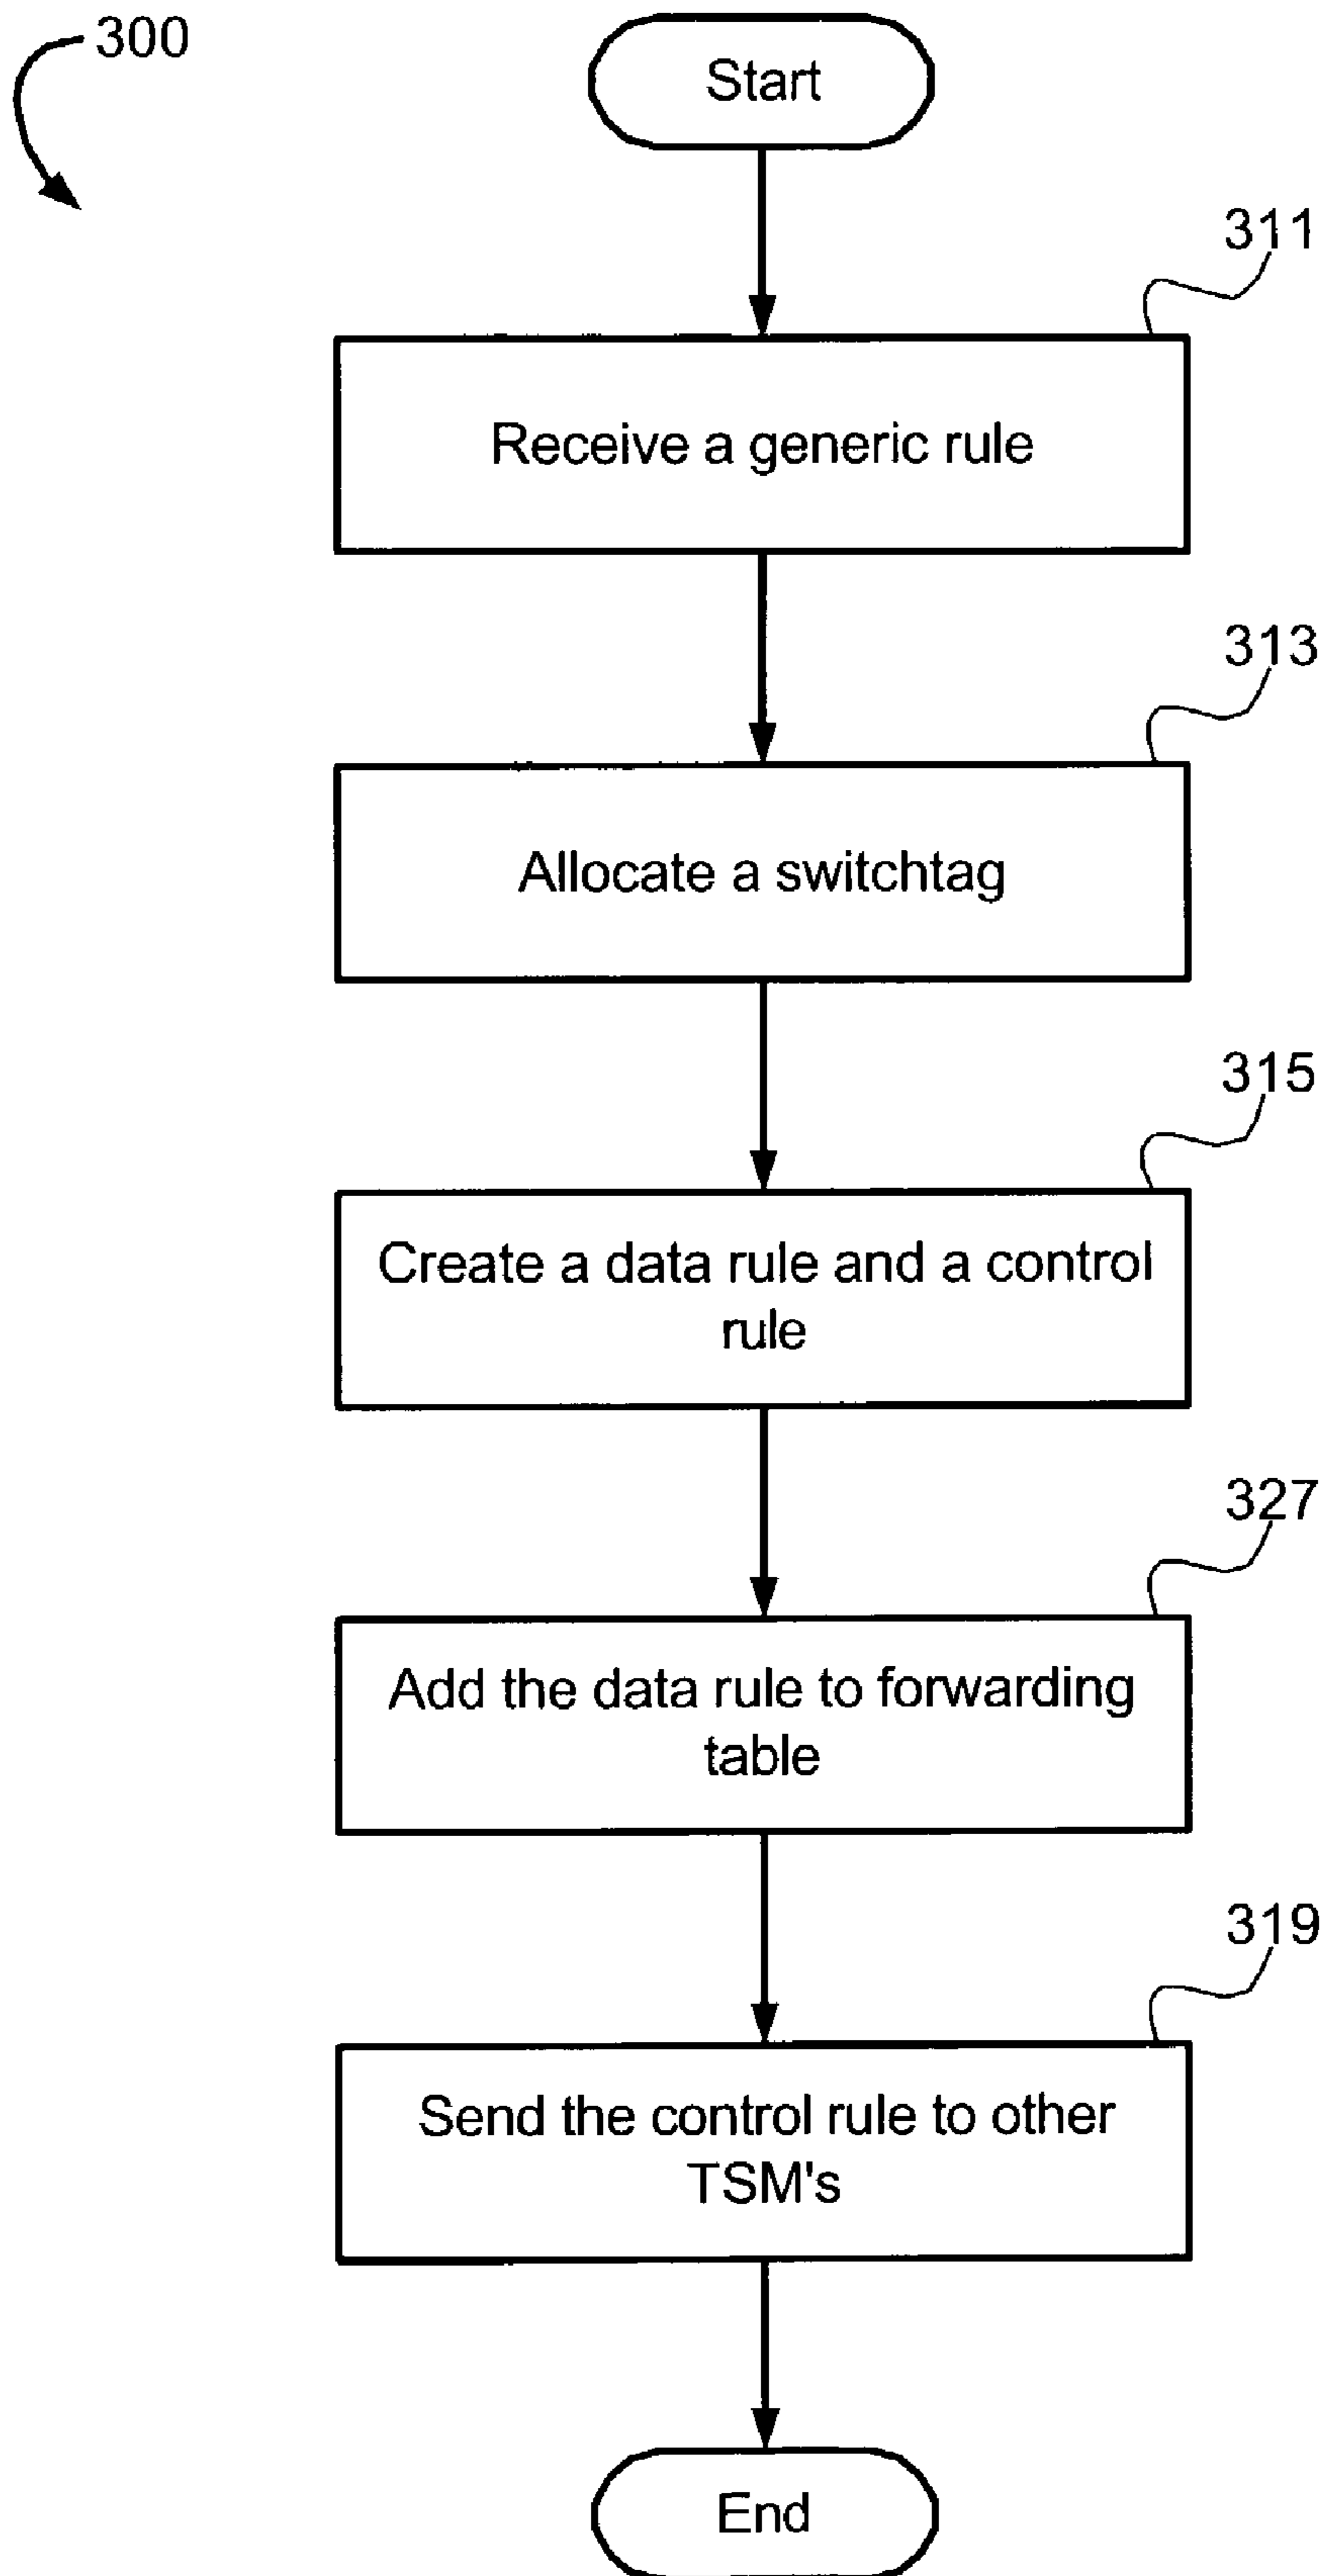 300
Start
311
Receive a generic rule
313
Allocate a switchtag
315
Create a data rule and a control
rule
327
Add the data rule to forwarding
table
319
Send the control rule to other
TSM's
End